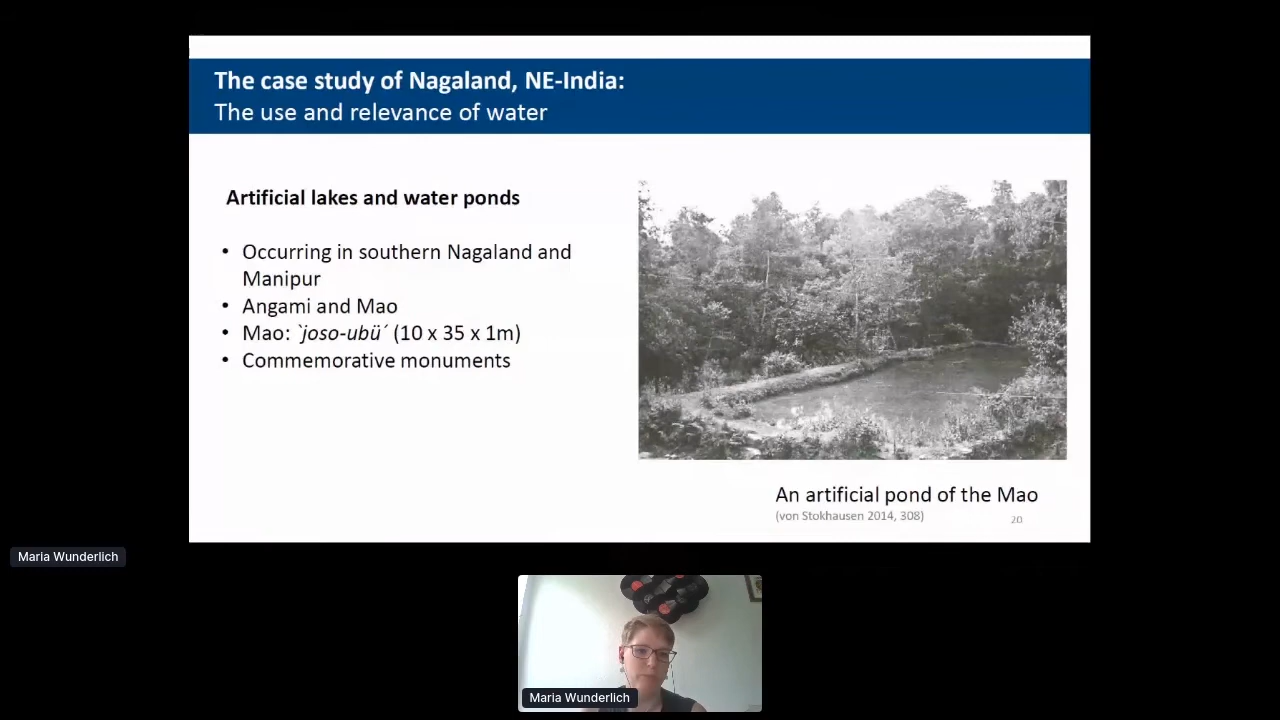 The case study of Nagaland, NE-India:
The use and relevance of water
Artificial lakes and water ponds
• Occurring in southern Nagaland and
Manipur
• Angami and Mao
• Mao: `joso-ubü´ (10 x 35 x 1m)
• Commemorative monuments
An artificial pond of the Mao
(von Stokhausen 2014, 308)
20
Maria Wunderlich
Maria Wunderlich